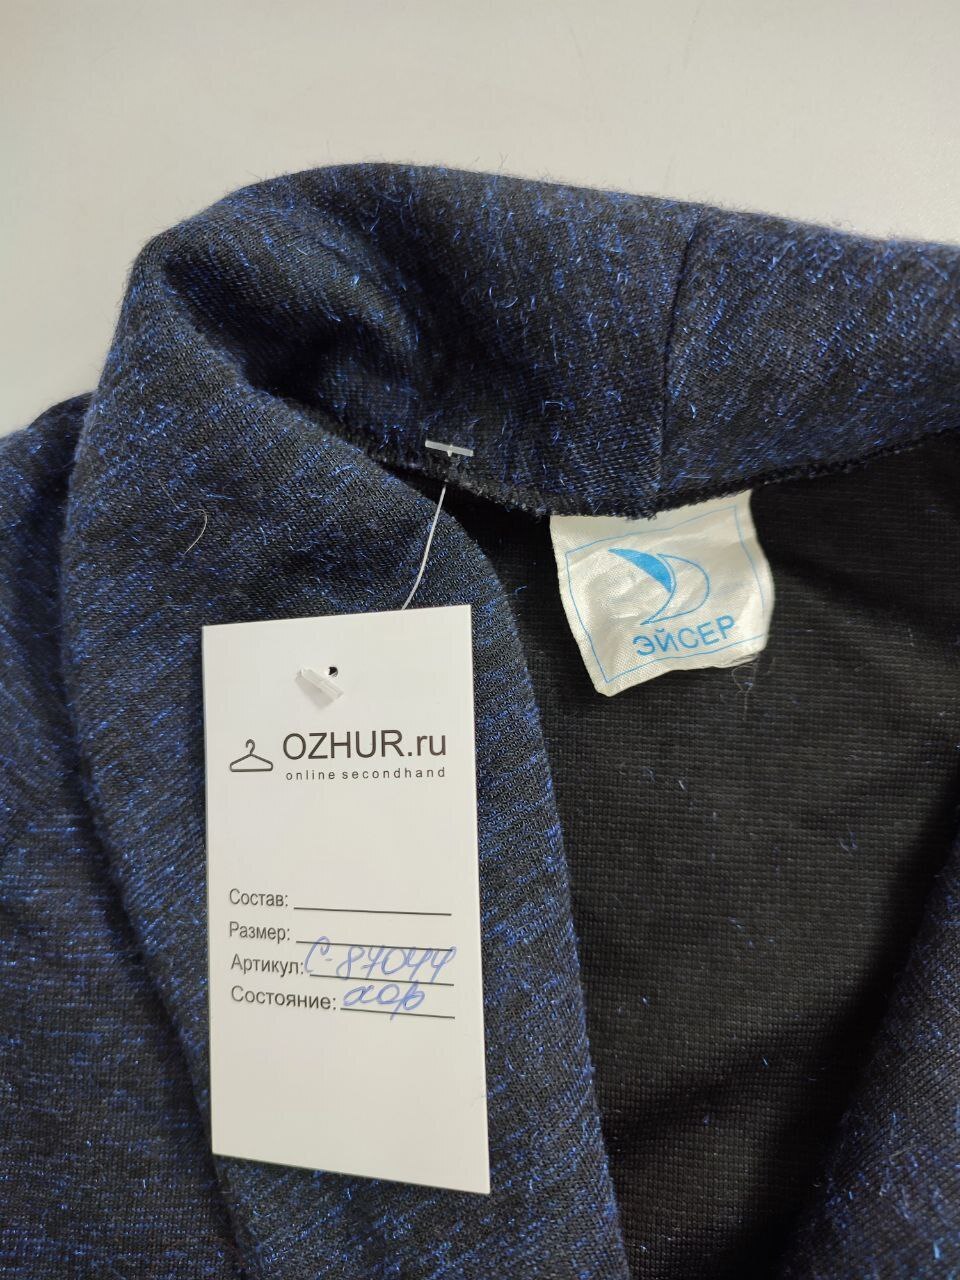 ЭЙСЕР
OZHUR.ru
online secondhand
Состав:
Размер:
Артикул: С-87044
Состояние: хор